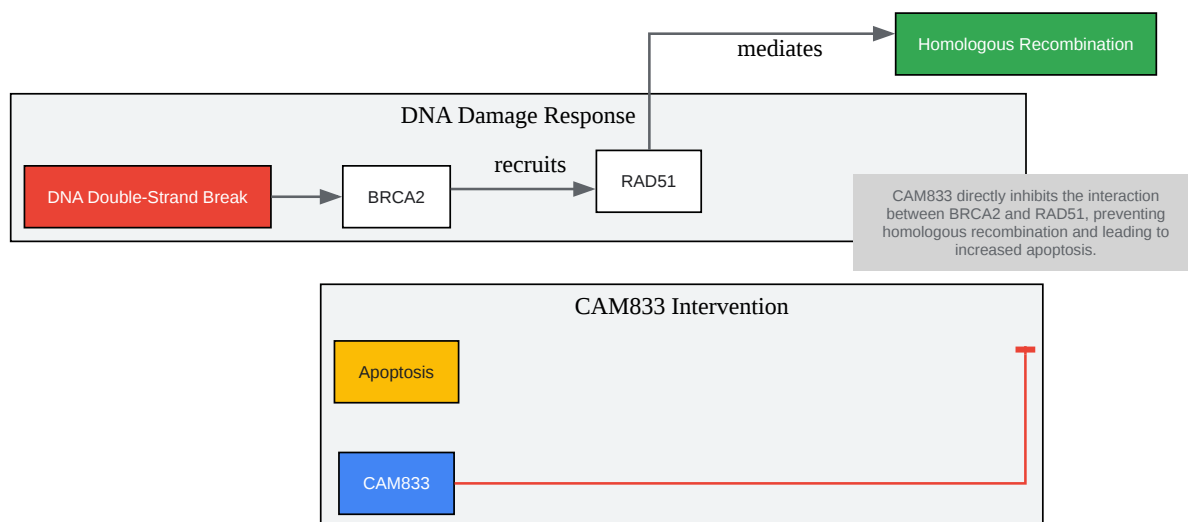 mediates
Homologous Recombination
DNA Damage Response
DNA Double-Strand Break
BRCA2
recruits
RAD51
CAM833 directly inhibits the interaction
between BRCA2 and RAD51, preventing
homologous recombination and leading to
increased apoptosis.
CAM833 Intervention
Apoptosis
CAM833